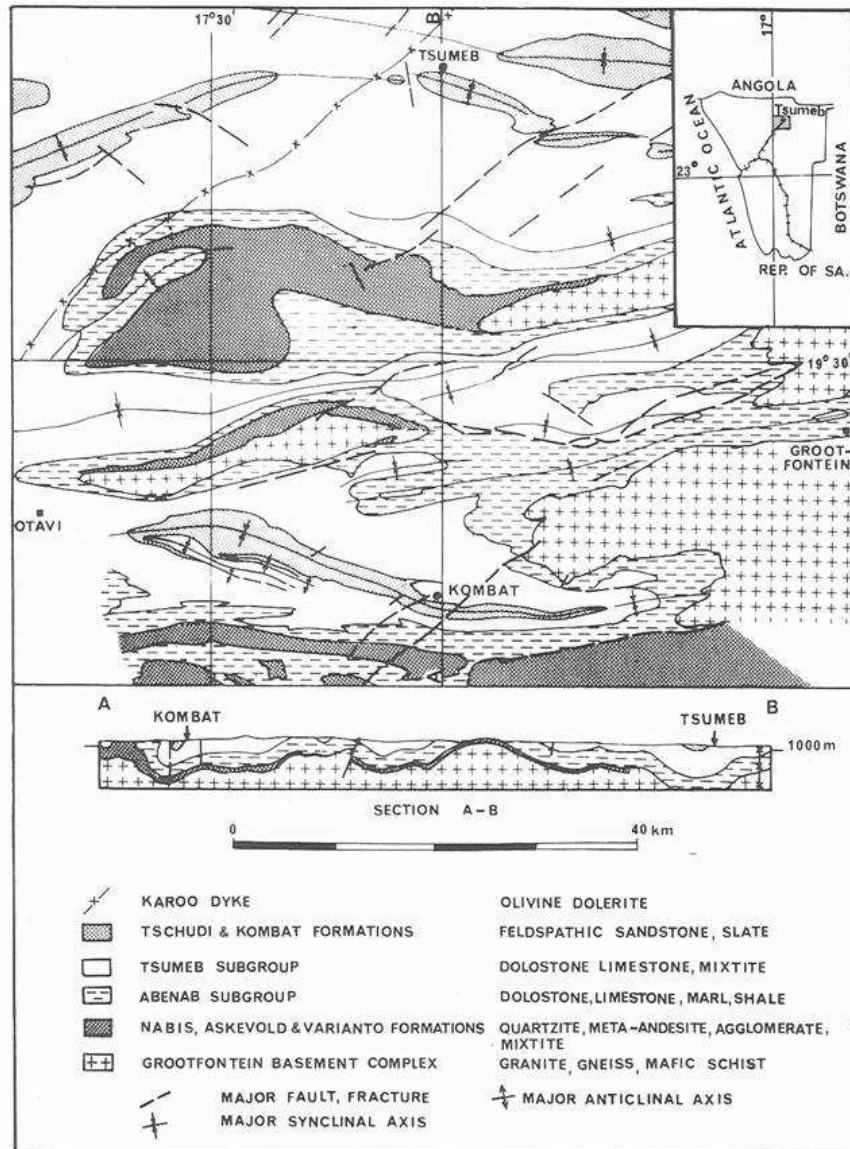 17°30'
B
17°
TSUMEB
ANGOLA
Tsumeb
ATLANTIC OCEAN
23°
BOTSWANA
REP. OF SA.
19°30'
GROOT-
FONTEIN
OTAVI
KOMBAT
A
B
KOMBAT
TSUMEB
1000m
SECTION A-B
0 40 km
KAROO DYKE OLIVINE DOLERITE
TSCHUDI & KOMBAT FORMATIONS FELDSPATHIC SANDSTONE, SLATE
TSUMEB SUBGROUP DOLOSTONE LIMESTONE, MIXTITE
ABENAB SUBGROUP DOLOSTONE, LIMESTONE, MARL, SHALE
NABIS, ASKEVOLD & VARIANTO FORMATIONS QUARTZITE, META-ANDESITE, AGGLOMERATE,
MIXTITE
GROOTFONTEIN BASEMENT COMPLEX GRANITE, GNEISS, MAFIC SCHIST
MAJOR FAULT, FRACTURE MAJOR ANTICLINAL AXIS
MAJOR SYNCLINAL AXIS